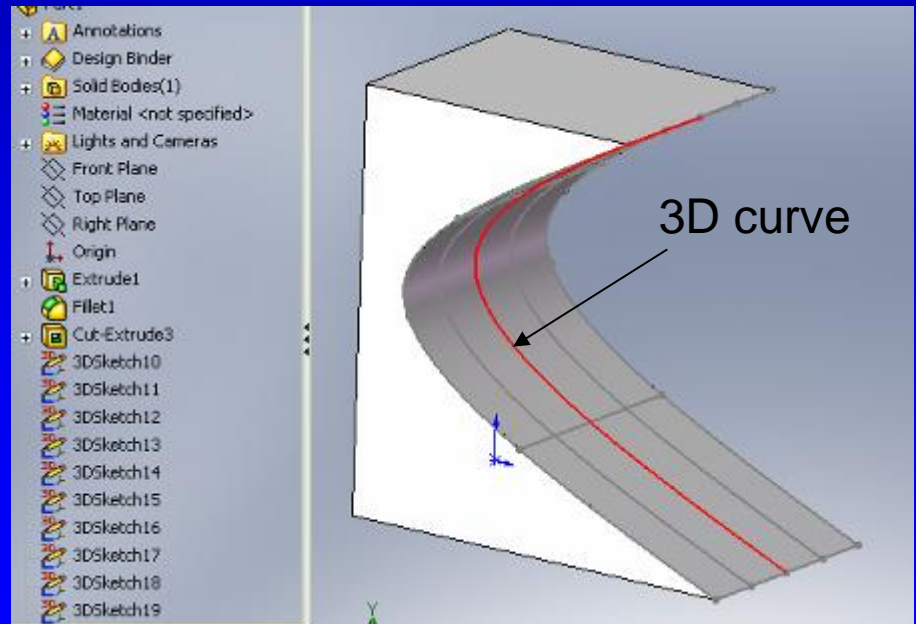 Part1
Annotations
Design Binder
Solid Bodies(1)
Material <not specified>
Lights and Cameras
Front Plane
Top Plane
Right Plane
Origin
Extrude1
Fillet1
Cut-Extrude3
3DSketch10
3DSketch11
3DSketch12
3DSketch13
3DSketch14
3DSketch15
3DSketch16
3DSketch17
3DSketch18
3DSketch19
3D curve
Y